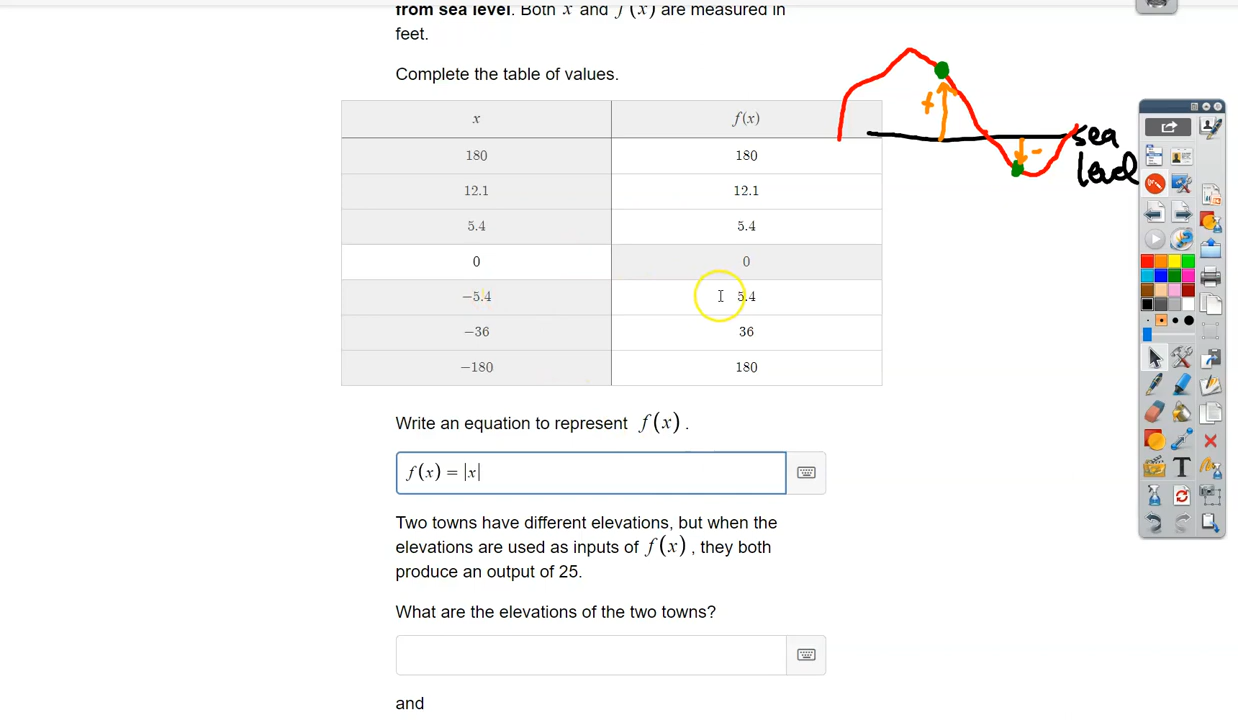 from sea level. Both x and f(x) are measured in
feet.
Complete the table of values.
x f(x)
180 180
12.1 12.1
5.4 5.4
0 0
−5.4 5.4
−36 36
−180 180
+
-
sea
level
Write an equation to represent f(x).
f(x) = |x|
Two towns have different elevations, but when the
elevations are used as inputs of f(x), they both
produce an output of 25.
What are the elevations of the two towns?
and